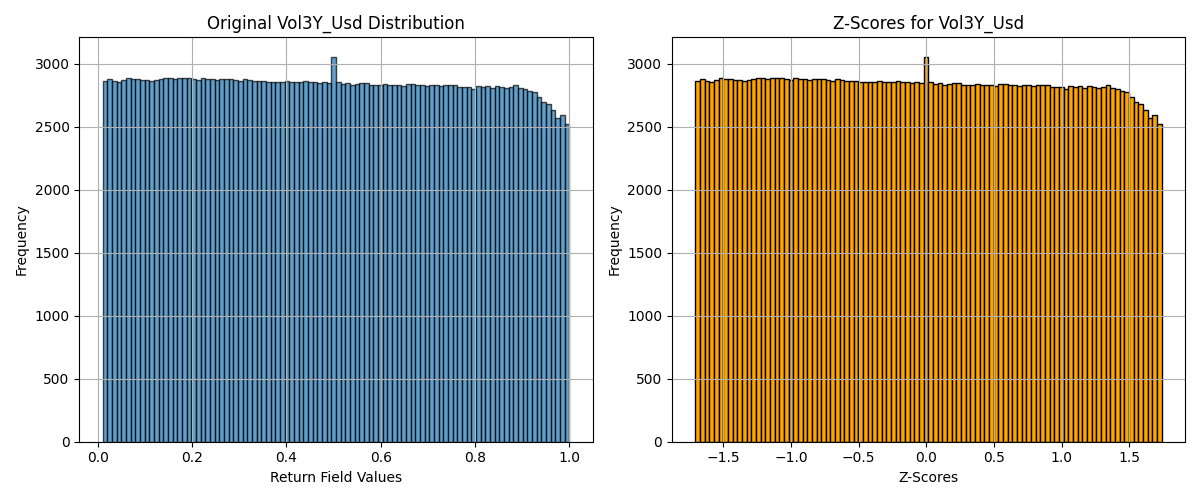 Original Vol3Y_Usd Distribution
Frequency
3000
2500
2000
1500
1000
500
0
0.0 0.2 0.4 0.6 0.8 1.0
Return Field Values
Z-Scores for Vol3Y_Usd
Frequency
3000
2500
2000
1500
1000
500
0
−1.5 −1.0 −0.5 0.0 0.5 1.0 1.5
Z-Scores